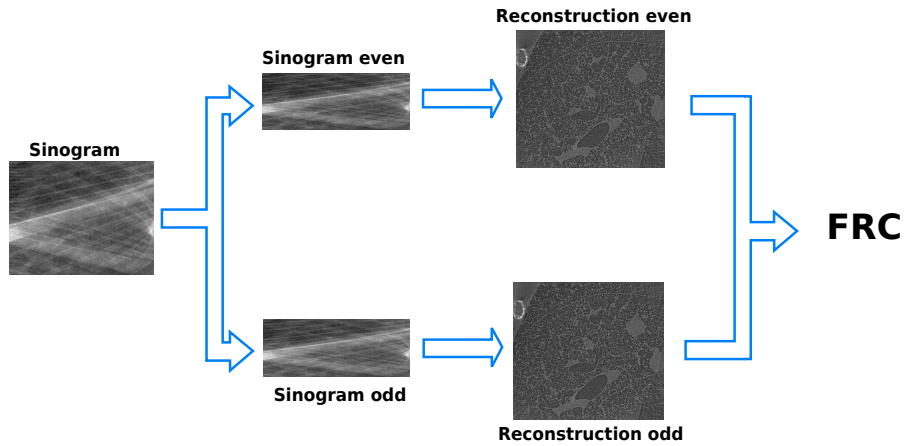 Reconstruction even
Sinogram even
Sinogram
FRC
Sinogram odd
Reconstruction odd